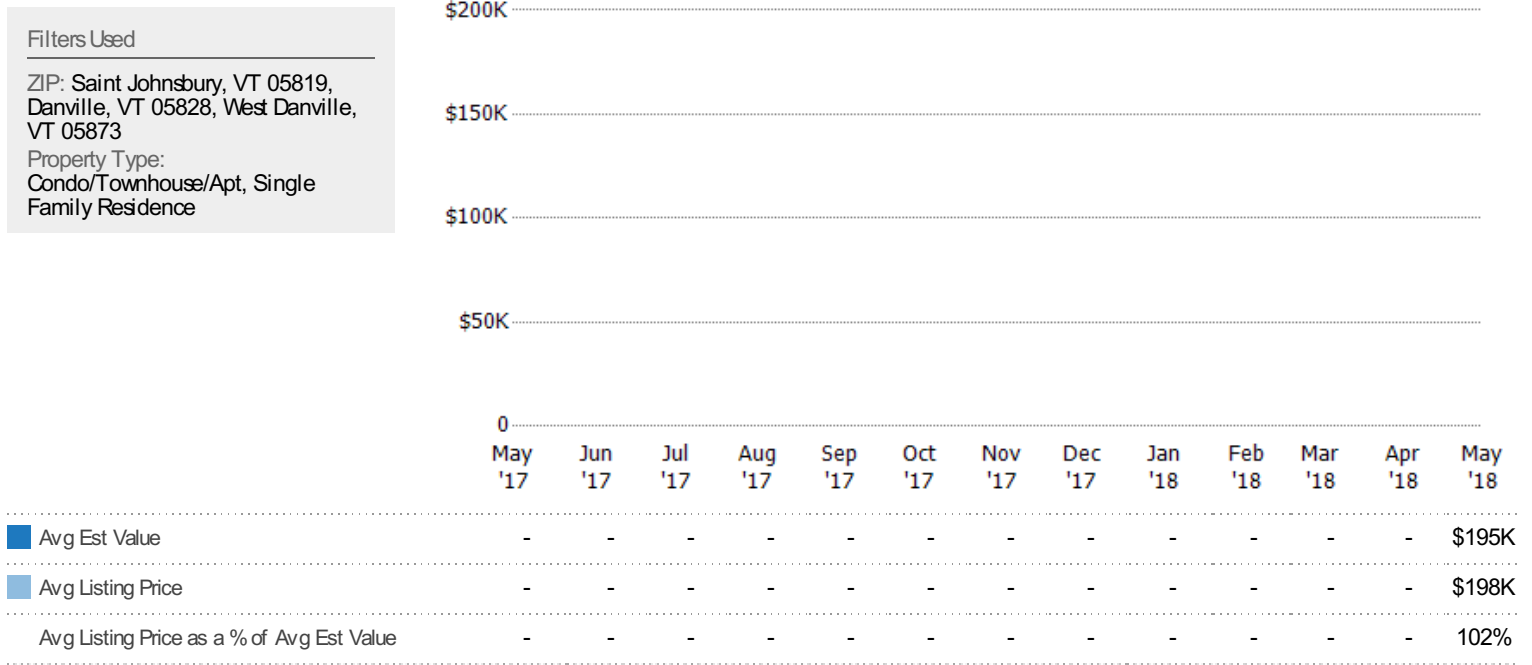 Filters Used
ZIP: Saint Johnsbury, VT 05819,
Danville, VT 05828, West Danville,
VT 05873
Property Type:
Condo/Townhouse/Apt, Single
Family Residence
$200K
$150K
$100K
$50K
0
May Jun Jul Aug Sep Oct Nov Dec Jan Feb Mar Apr May
'17 '17 '17 '17 '17 '17 '17 '17 '18 '18 '18 '18 '18
Avg Est Value - - - - - - - - - - - - $195K
Avg Listing Price - - - - - - - - - - - - $198K
Avg Listing Price as a % of Avg Est Value - - - - - - - - - - - - 102%